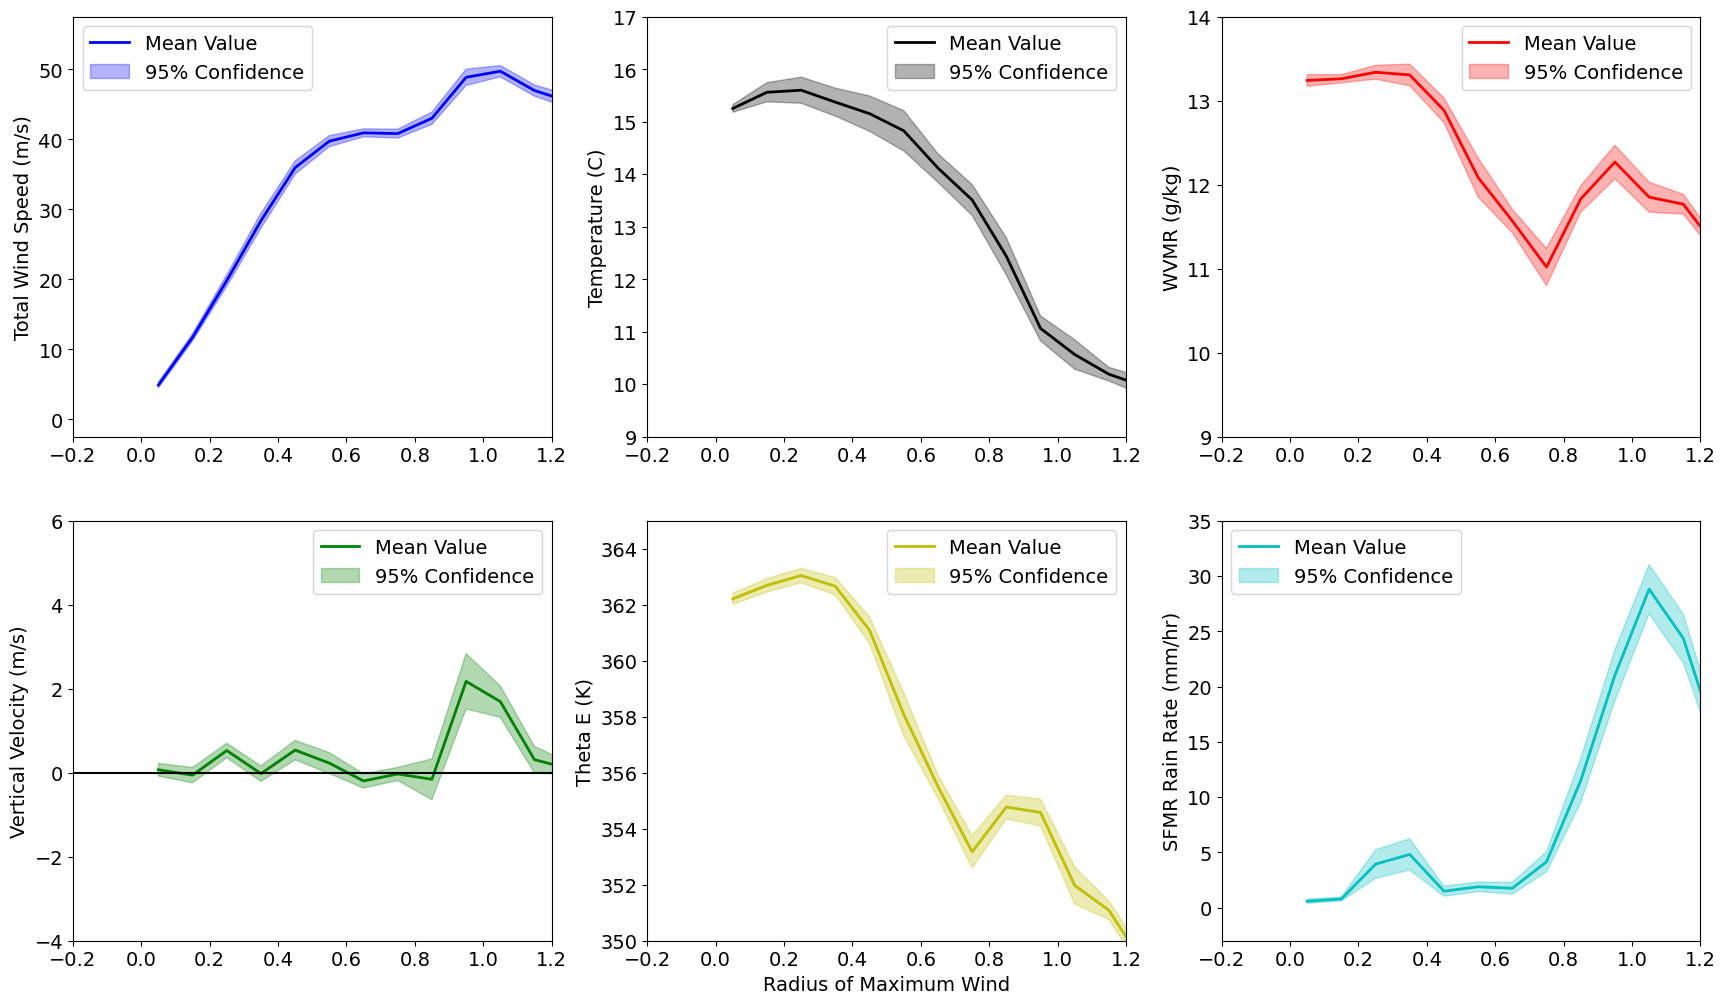 Total Wind Speed (m/s)
50
40
30
20
10
0
Mean Value
95% Confidence
−0.2 0.0 0.2 0.4 0.6 0.8 1.0 1.2
Temperature (C)
17
16
15
14
13
12
11
10
9
Mean Value
95% Confidence
−0.2 0.0 0.2 0.4 0.6 0.8 1.0 1.2
WVMR (g/kg)
14
13
12
11
10
9
Mean Value
95% Confidence
−0.2 0.0 0.2 0.4 0.6 0.8 1.0 1.2
Vertical Velocity (m/s)
6
4
2
0
−2
−4
Mean Value
95% Confidence
−0.2 0.0 0.2 0.4 0.6 0.8 1.0 1.2
Theta E (K)
364
362
360
358
356
354
352
350
Mean Value
95% Confidence
−0.2 0.0 0.2 0.4 0.6 0.8 1.0 1.2
Radius of Maximum Wind
SFMR Rain Rate (mm/hr)
35
30
25
20
15
10
5
0
Mean Value
95% Confidence
−0.2 0.0 0.2 0.4 0.6 0.8 1.0 1.2